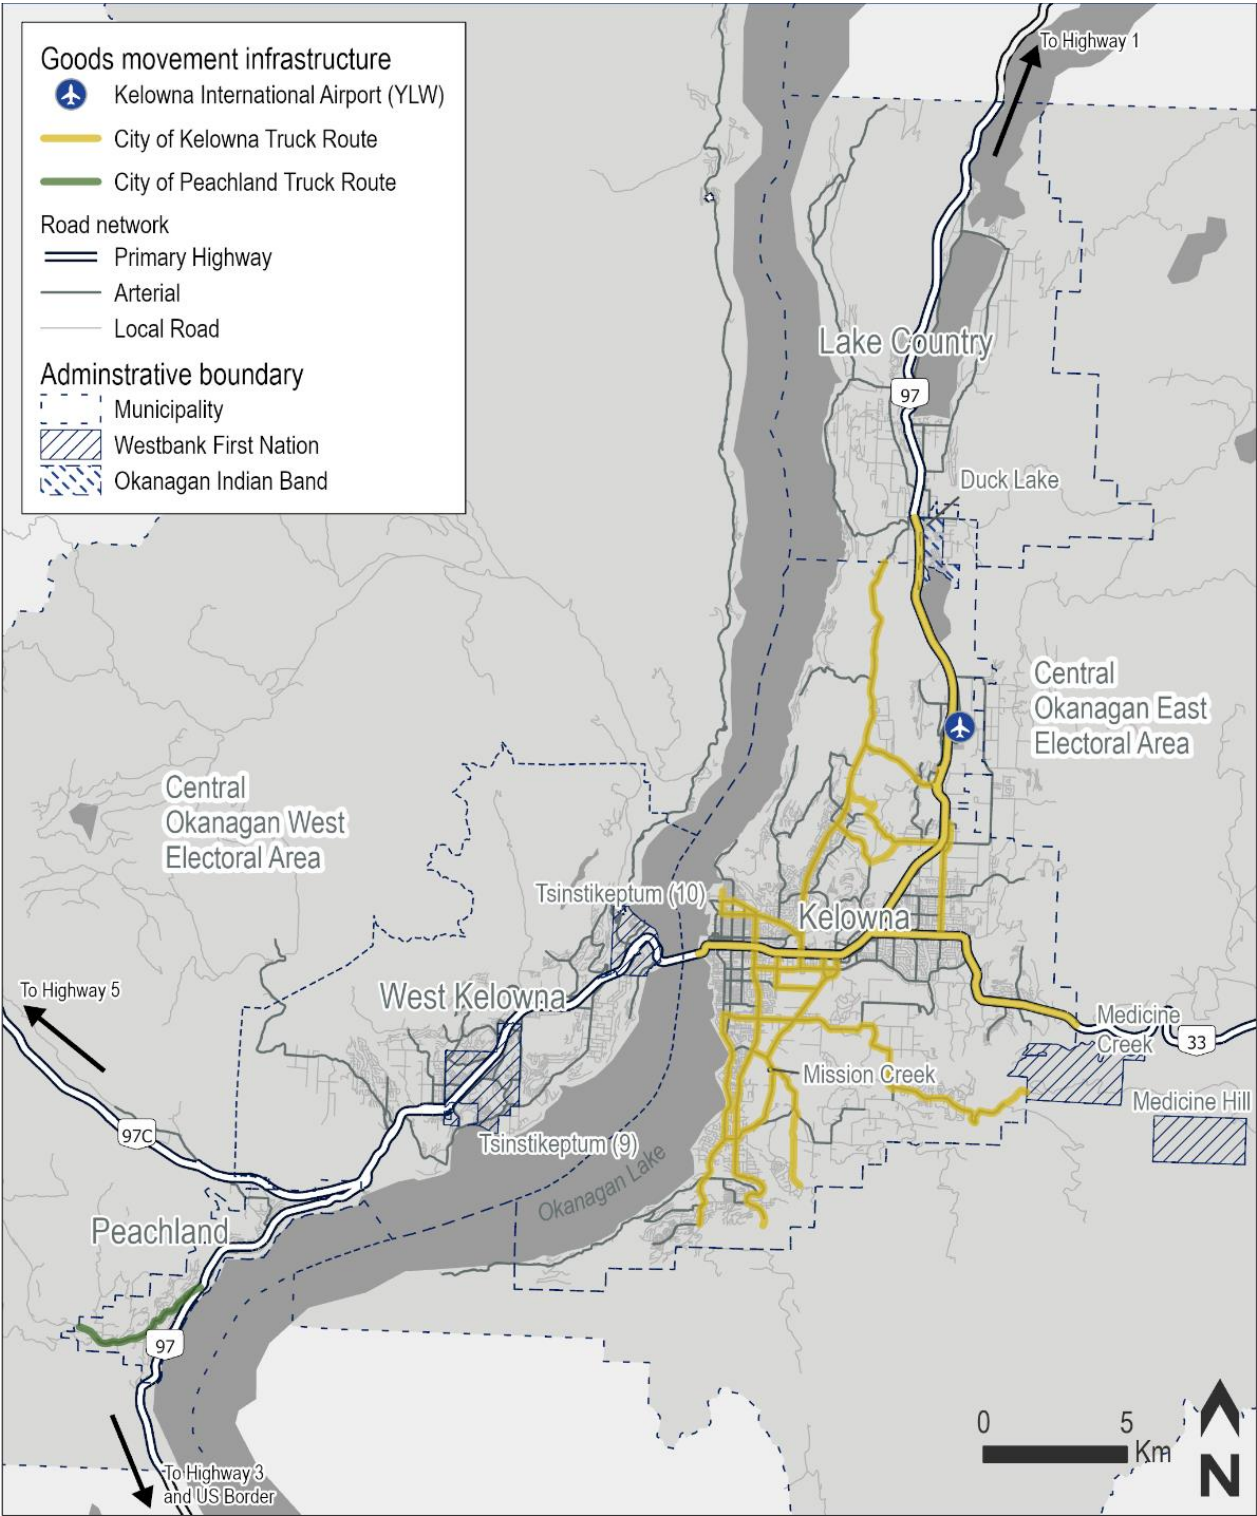 Goods movement infrastructure
Kelowna International Airport (YLW)
City of Kelowna Truck Route
City of Peachland Truck Route
Road network
Primary Highway
Arterial
Local Road
Adminstrative boundary
Municipality
Westbank First Nation
Okanagan Indian Band
To Highway 1
Lake Country
97
Duck Lake
Central
Okanagan East
Electoral Area
Central
Okanagan West
Electoral Area
Tsinstikeptum (10)
Kelowna
To Highway 5
West Kelowna
Medicine
Creek
33
Mission Creek
Medicine Hill
97C
Tsinstikeptum (9)
Okanagan Lake
Peachland
97
0 5
Km
N
To Highway 3
and US Border